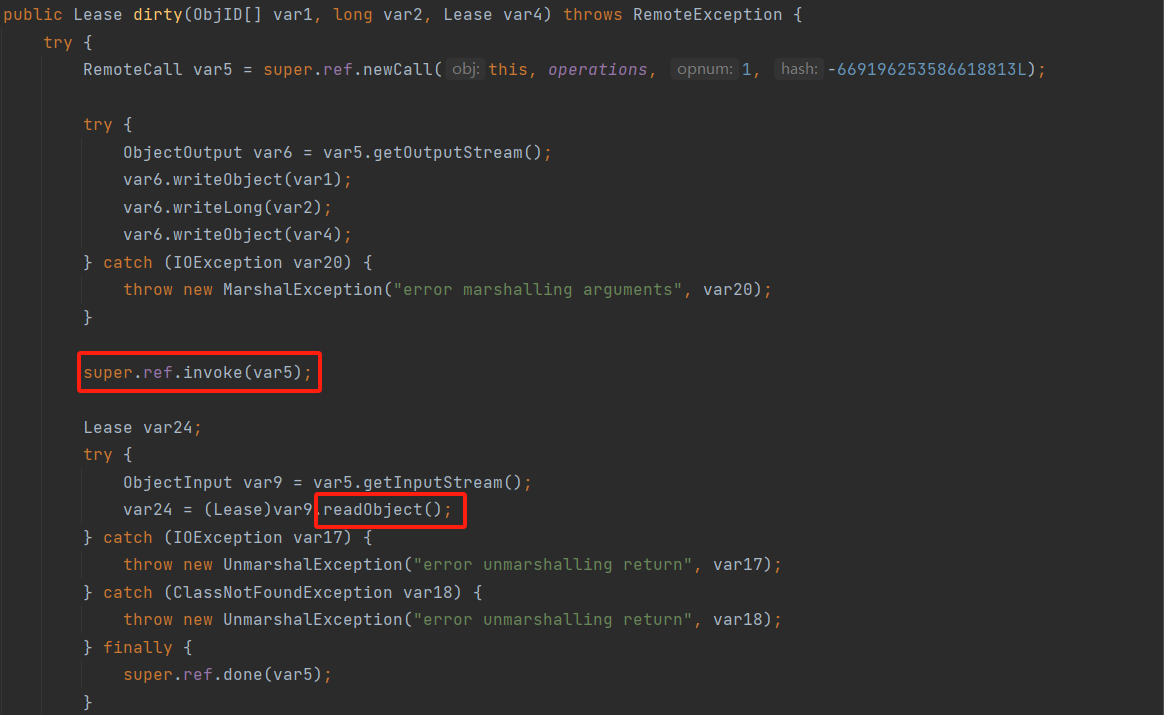 public Lease dirty(ObjID[] var1, long var2, Lease var4) throws RemoteException {
try {
RemoteCall var5 = super.ref.newCall( obj: this, operations, opnum: 1, hash: -669196253586618813L);
try {
ObjectOutput var6 = var5.getOutputStream();
var6.writeObject(var1);
var6.writeLong(var2);
var6.writeObject(var4);
} catch (IOException var20) {
throw new MarshalException("error marshalling arguments", var20);
}
super.ref.invoke(var5);
Lease var24;
try {
ObjectInput var9 = var5.getInputStream();
var24 = (Lease)var9.readObject();
} catch (IOException var17) {
throw new UnmarshalException("error unmarshalling return", var17);
} catch (ClassNotFoundException var18) {
throw new UnmarshalException("error unmarshalling return", var18);
} finally {
super.ref.done(var5);
}